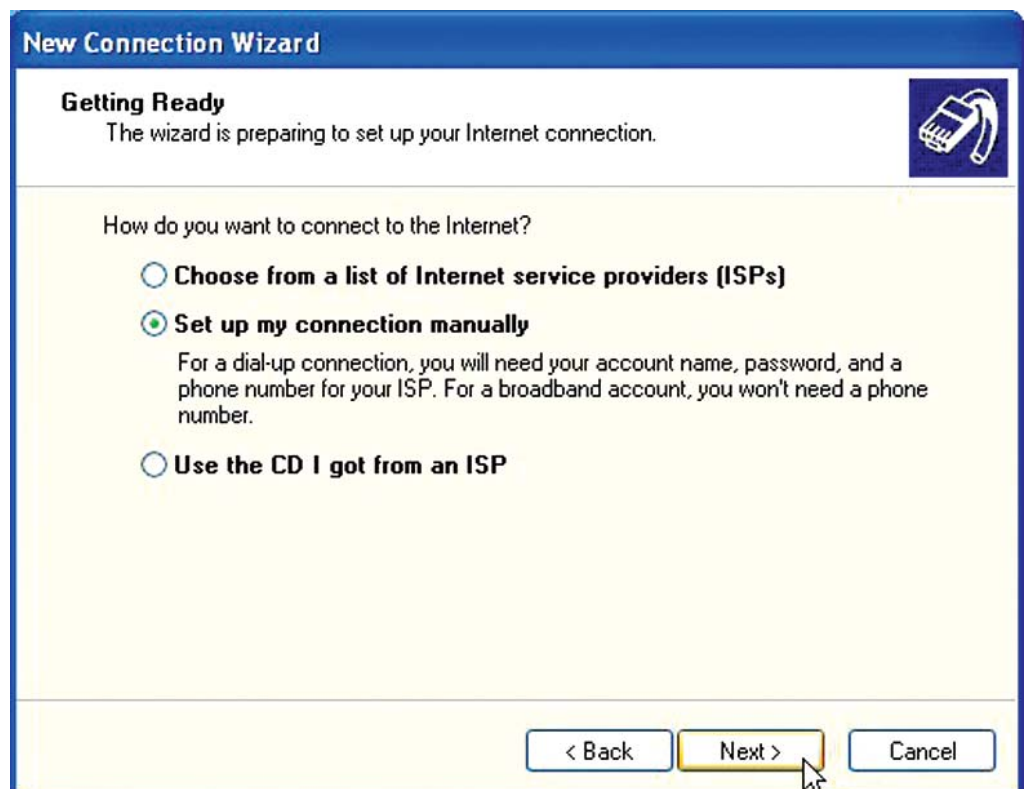 New Connection Wizard
Getting Ready
The wizard is preparing to set up your Internet connection.
How do you want to connect to the Internet?
Choose from a list of Internet service providers (ISPs)
Set up my connection manually
For a dial-up connection, you will need your account name, password, and a
phone number for your ISP. For a broadband account, you won't need a phone
number.
Use the CD I got from an ISP
< Back Next > Cancel